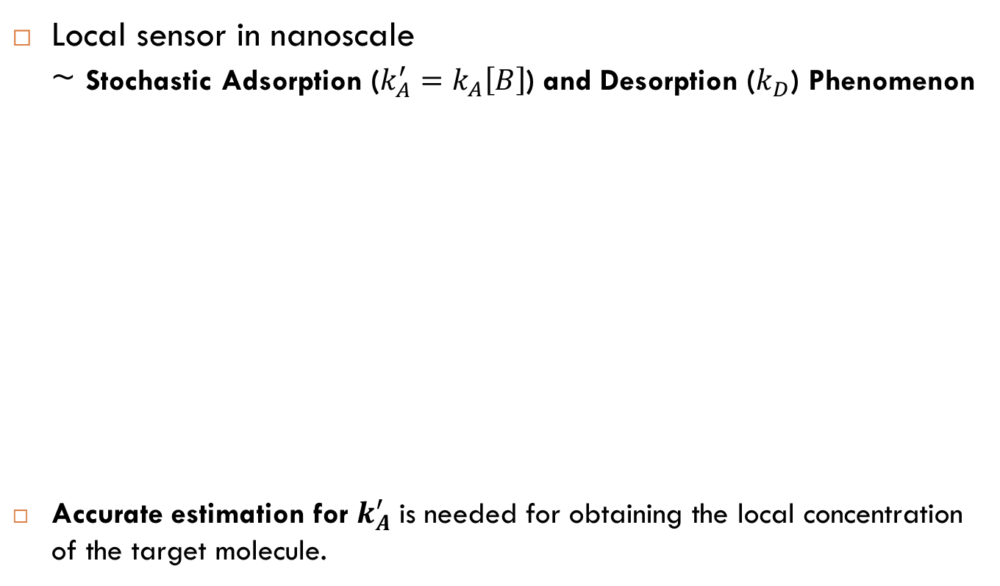 Local sensor in nanoscale
~ Stochastic Adsorption (k′_A = k_A[B]) and Desorption (k_D) Phenomenon
Accurate estimation for k′_A is needed for obtaining the local concentration
of the target molecule.